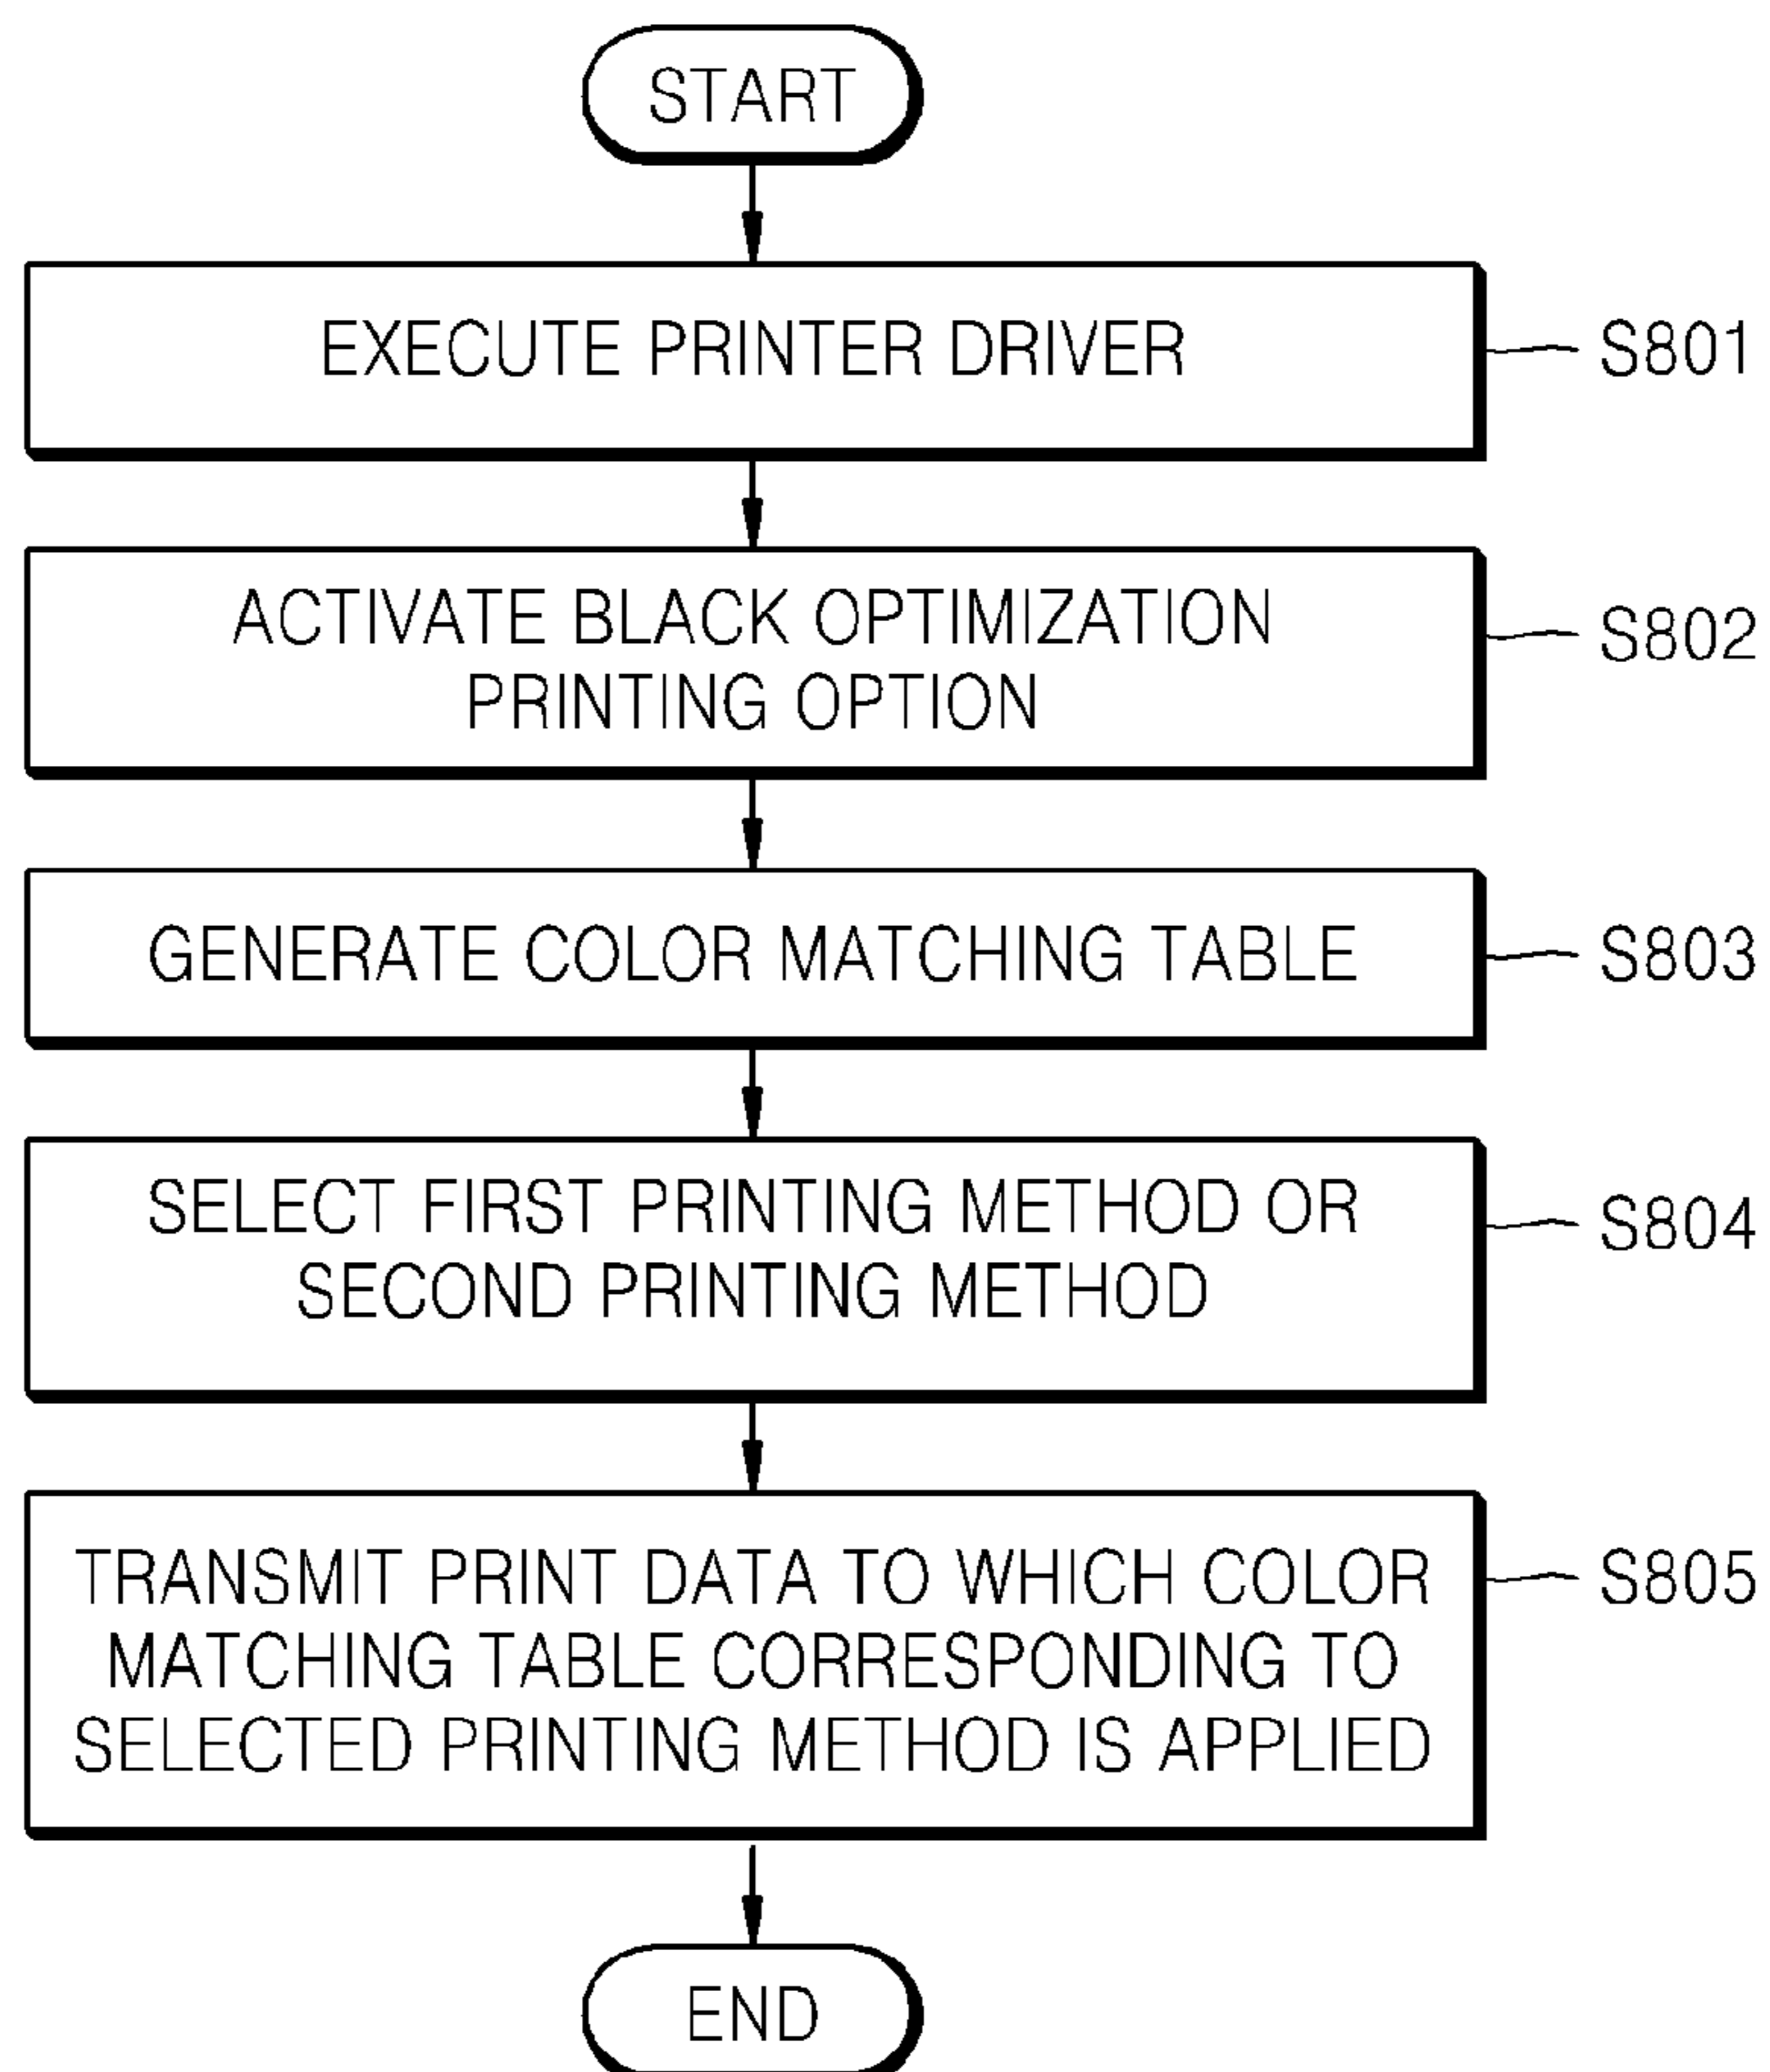 START
EXECUTE PRINTER DRIVER
S801
ACTIVATE BLACK OPTIMIZATION
PRINTING OPTION
S802
GENERATE COLOR MATCHING TABLE
S803
SELECT FIRST PRINTING METHOD OR
SECOND PRINTING METHOD
S804
TRANSMIT PRINT DATA TO WHICH COLOR
MATCHING TABLE CORRESPONDING TO
SELECTED PRINTING METHOD IS APPLIED
S805
END